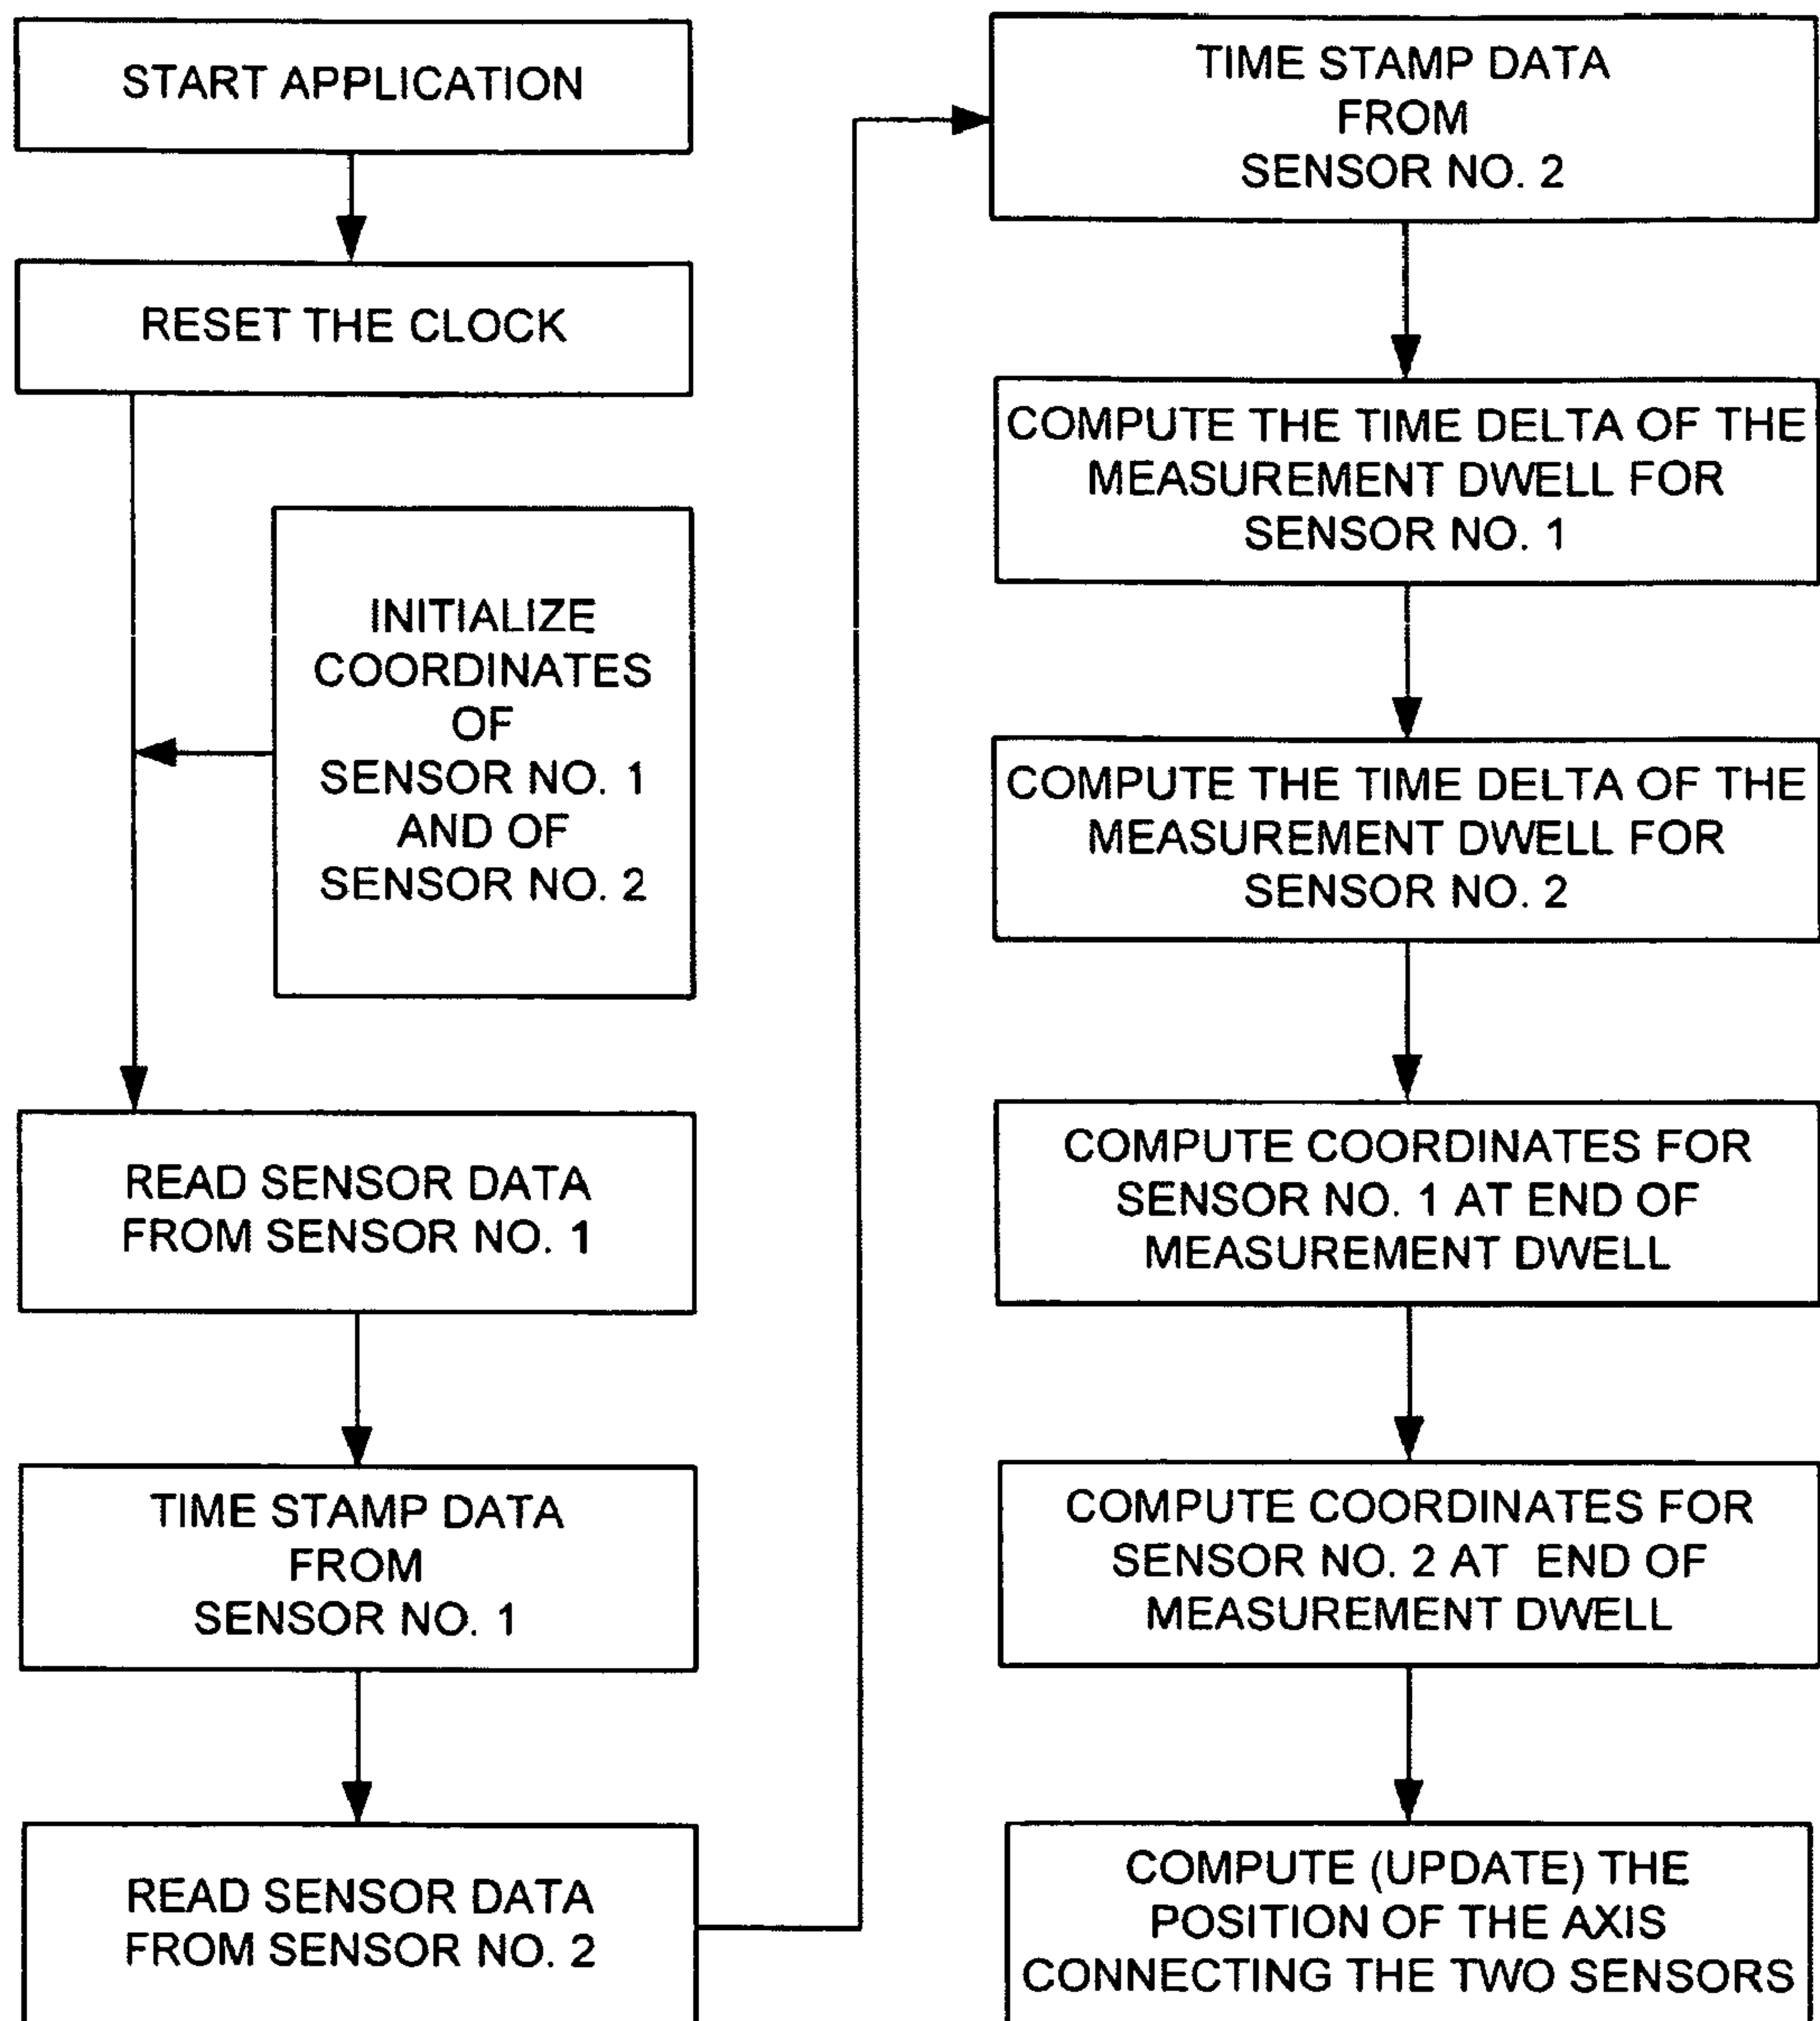 START APPLICATION
RESET THE CLOCK
INITIALIZE
COORDINATES
OF
SENSOR NO. 1
AND OF
SENSOR NO. 2
READ SENSOR DATA
FROM SENSOR NO. 1
TIME STAMP DATA
FROM
SENSOR NO. 1
READ SENSOR DATA
FROM SENSOR NO. 2
TIME STAMP DATA
FROM
SENSOR NO. 2
COMPUTE THE TIME DELTA OF THE
MEASUREMENT DWELL FOR
SENSOR NO. 1
COMPUTE THE TIME DELTA OF THE
MEASUREMENT DWELL FOR
SENSOR NO. 2
COMPUTE COORDINATES FOR
SENSOR NO. 1 AT END OF
MEASUREMENT DWELL
COMPUTE COORDINATES FOR
SENSOR NO. 2 AT END OF
MEASUREMENT DWELL
COMPUTE (UPDATE) THE
POSITION OF THE AXIS
CONNECTING THE TWO SENSORS